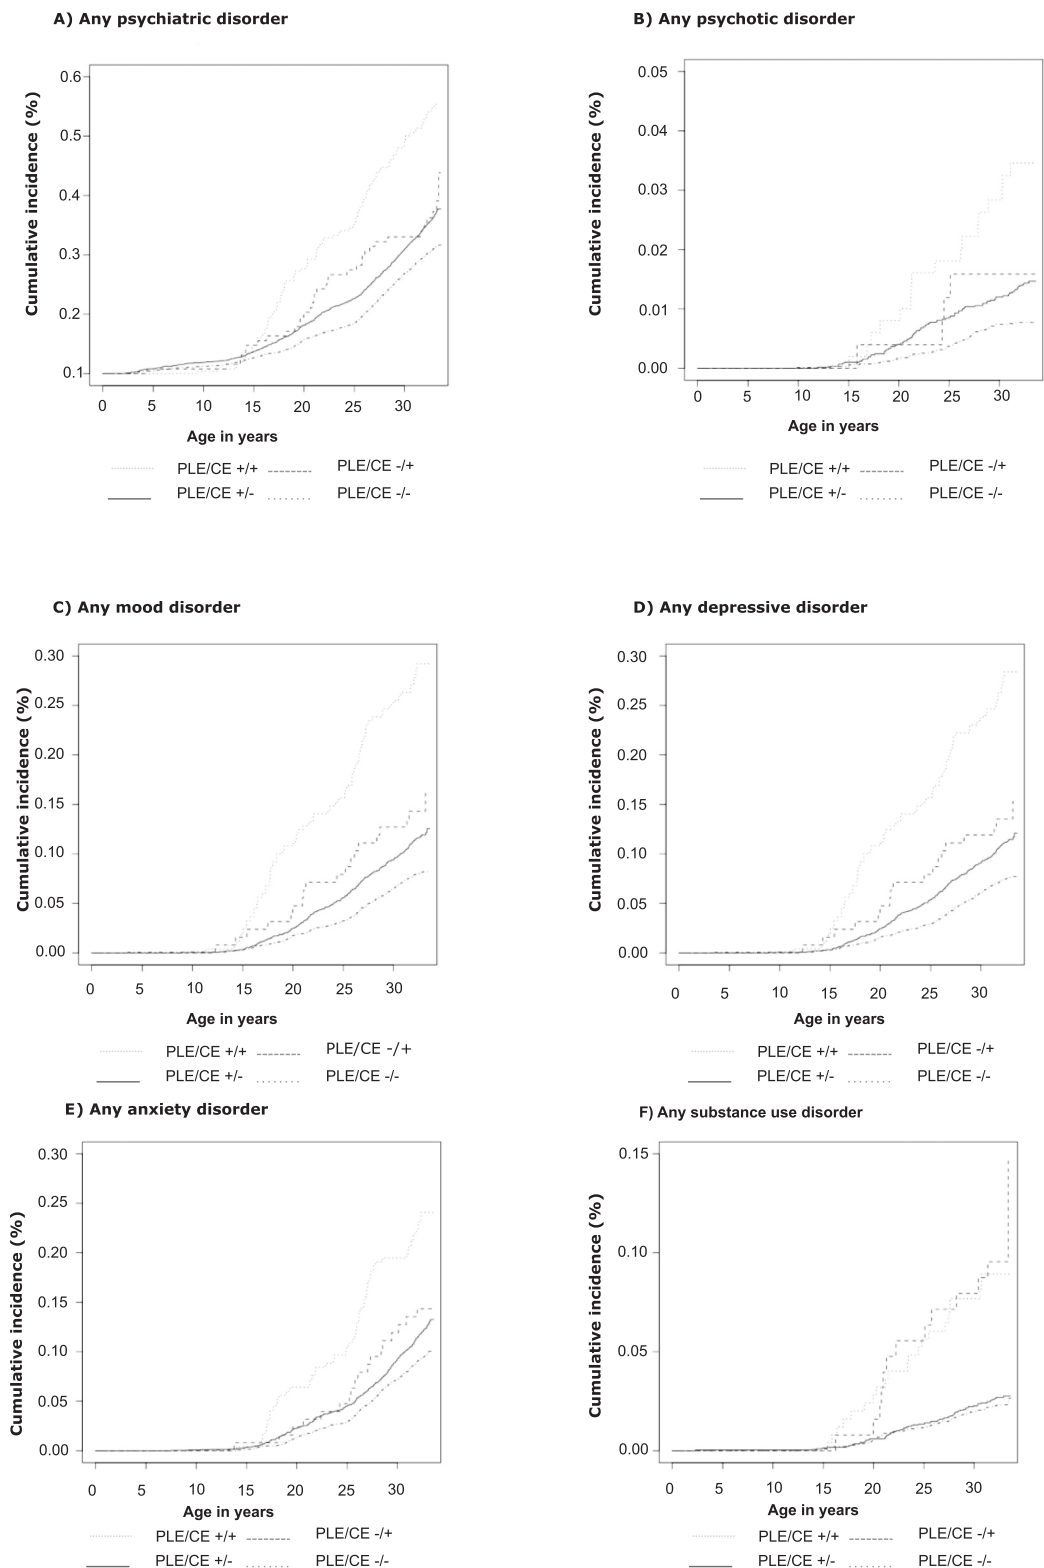 A) Any psychiatric disorder
Cumulative incidence (%)
0.6
0.5
0.4
0.3
0.2
0.1
0 5 10 15 20 25 30
Age in years
PLE/CE +/+ PLE/CE -/+
PLE/CE +/- PLE/CE -/-
B) Any psychotic disorder
Cumulative incidence (%)
0.05
0.04
0.03
0.02
0.01
0.00
0 5 10 15 20 25 30
Age in years
PLE/CE +/+ PLE/CE -/+
PLE/CE +/- PLE/CE -/-
C) Any mood disorder
Cumulative incidence (%)
0.30
0.25
0.20
0.15
0.10
0.05
0.00
0 5 10 15 20 25 30
Age in years
PLE/CE +/+ PLE/CE -/+
PLE/CE +/- PLE/CE -/-
D) Any depressive disorder
Cumulative incidence (%)
0.30
0.25
0.20
0.15
0.10
0.05
0.00
0 5 10 15 20 25 30
Age in years
PLE/CE +/+ PLE/CE -/+
PLE/CE +/- PLE/CE -/-
E) Any anxiety disorder
Cumulative incidence (%)
0.30
0.25
0.20
0.15
0.10
0.05
0.00
0 5 10 15 20 25 30
Age in years
PLE/CE +/+ PLE/CE -/+
PLE/CE +/- PLE/CE -/-
F) Any substance use disorder
Cumulative incidence (%)
0.15
0.10
0.05
0.00
0 5 10 15 20 25 30
Age in years
PLE/CE +/+ PLE/CE -/+
PLE/CE +/- PLE/CE -/-